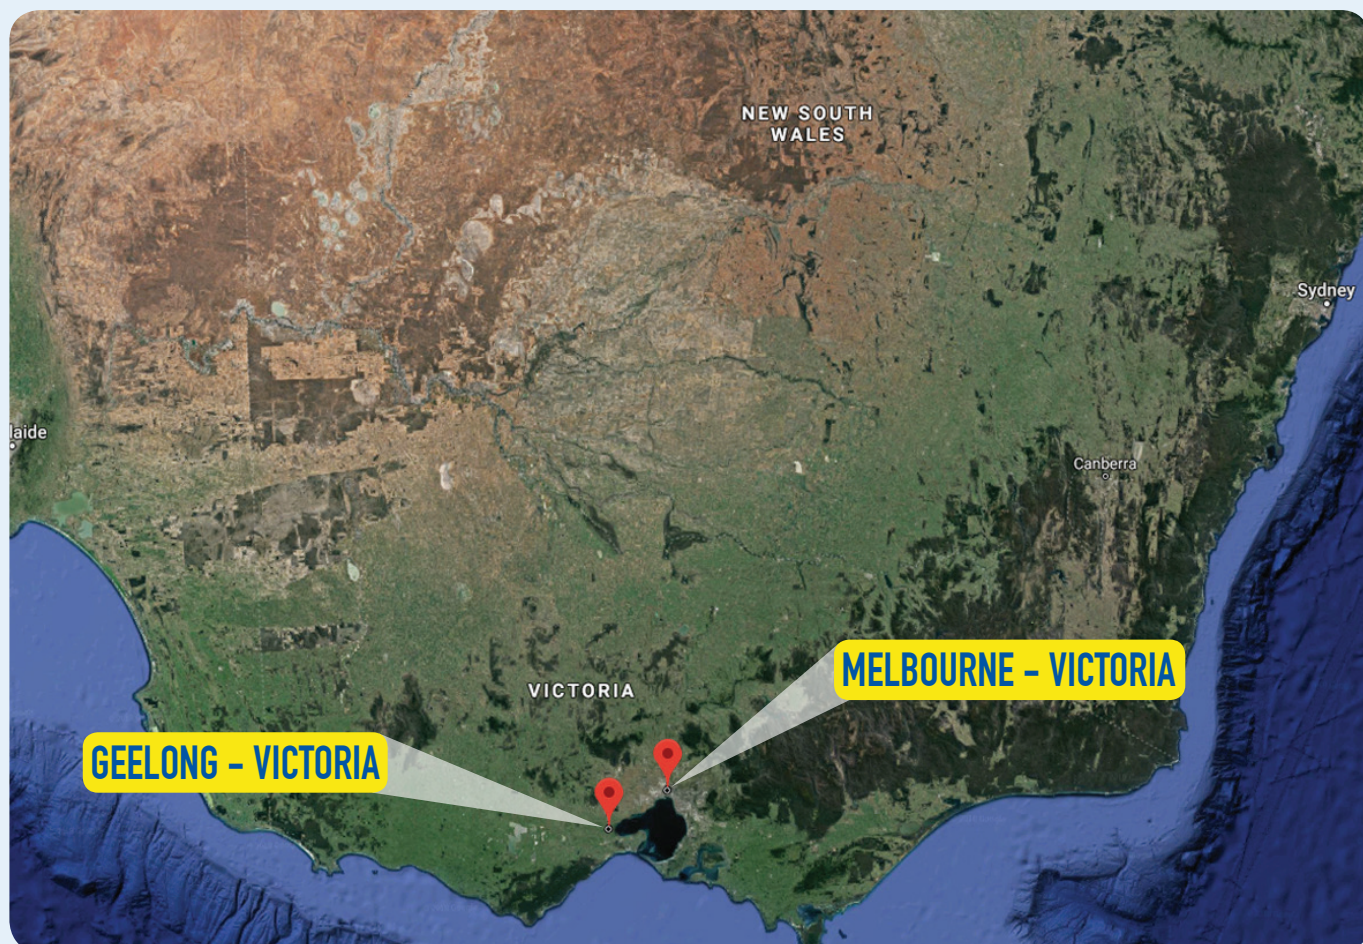 NEW SOUTH
WALES
Sydney
laide
Canberra
MELBOURNE – VICTORIA
VICTORIA
GEELONG – VICTORIA